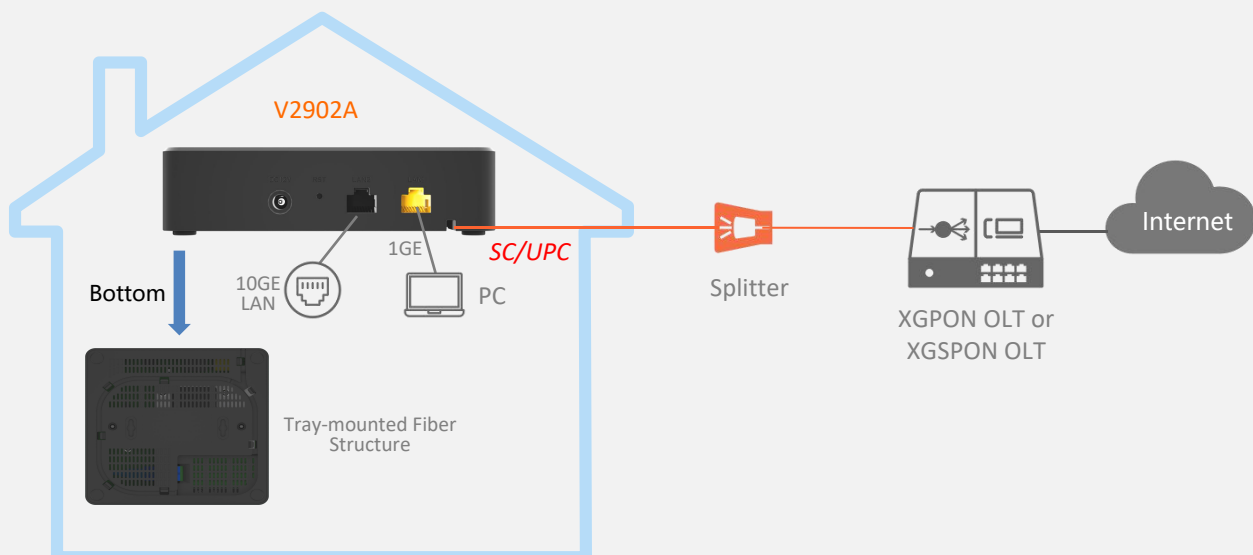 V2902A
1GE
SC/UPC
Internet
Bottom
10GE
LAN
PC
Splitter
XGPON OLT or
XGSPON OLT
Tray-mounted Fiber
Structure